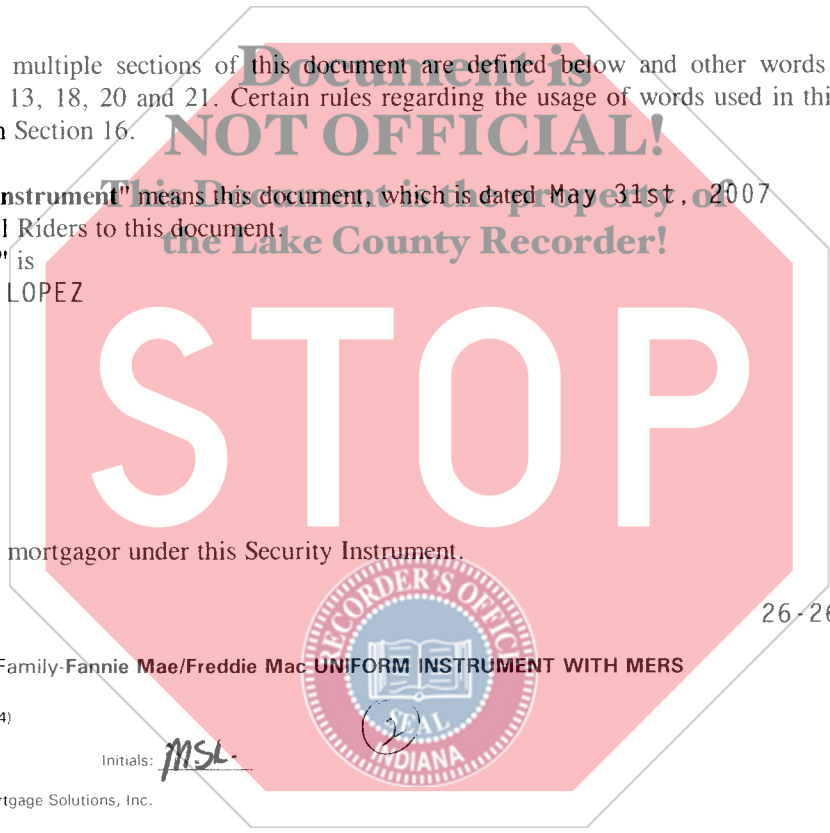 Document is
multiple sections of this document are defined below and other words
13, 18, 20 and 21. Certain rules regarding the usage of words used in thi
n Section 16.
NOT OFFICIAL!
nstrument" means this document, which is dated May 31st, 2007
This Document is the property of
l Riders to this document.
the Lake County Recorder!
" is
LOPEZ
STOP
mortgagor under this Security Instrument.
RECORDER'S OFFICE
26-26
Family-Fannie Mae/Freddie Mac UNIFORM INSTRUMENT WITH MERS
4)
2
SEAL
INDIANA
Initials: MSL.
rtgage Solutions, Inc.